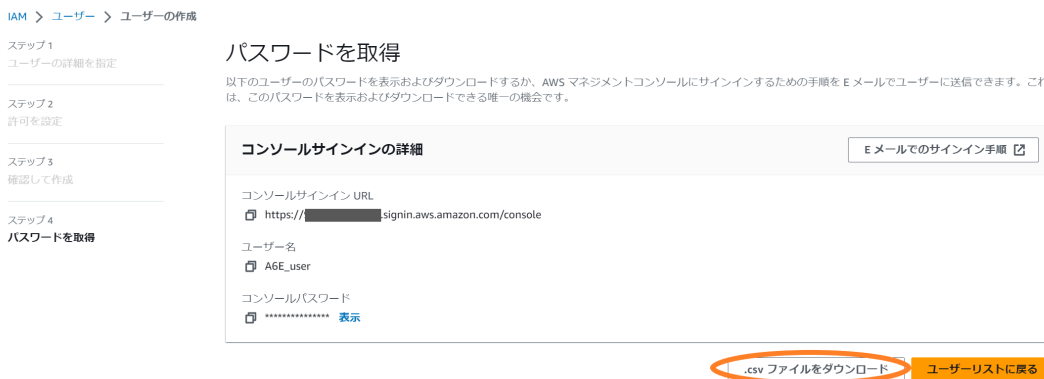 IAM > ユーザー > ユーザーの作成
ステップ 1
ユーザーの詳細を指定
ステップ 2
許可を設定
ステップ 3
確認して作成
ステップ 4
パスワードを取得
パスワードを取得
以下のユーザーのパスワードを表示およびダウンロードするか、AWS マネジメントコンソールにサインインするための手順を E メールでユーザーに送信できます。これ
は、このパスワードを表示およびダウンロードできる唯一の機会です。
コンソールサインインの詳細
E メールでのサインイン手順
コンソールサインイン URL
https:// .signin.aws.amazon.com/console
ユーザー名
A6E_user
コンソールパスワード
*************** 表示
.csv ファイルをダウンロード
ユーザーリストに戻る